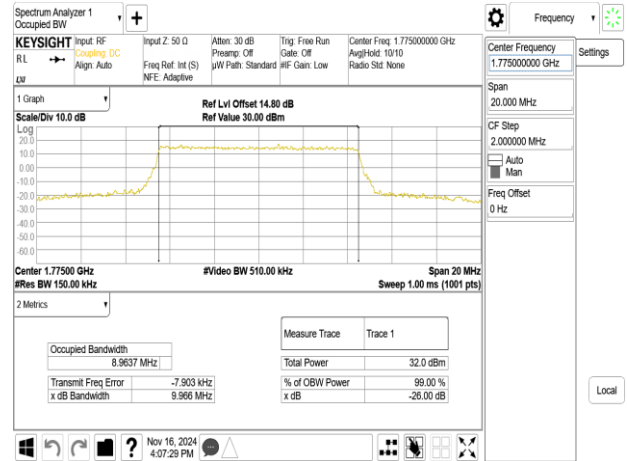 Spectrum Analyzer 1
Occupied BW
KEYSIGHT
RL
Input: RF
Coupling: DC
Align: Auto
Input Z: 50 Ω
Freq Ref: Int (S)
NFE: Adaptive
Atten: 30 dB
Preamp: Off
µW Path: Standard
Trig: Free Run
Gate: Off
#IF Gain: Low
Center Freq: 1.775000000 GHz
Avg|Hold: 10/10
Radio Std: None
LXI
1 Graph
Scale/Div 10.0 dB
Ref Lvl Offset 14.80 dB
Ref Value 30.00 dBm
Log
20.0
10.0
0.00
-10.0
-20.0
-30.0
-40.0
-50.0
-60.0
Center 1.77500 GHz
#Video BW 510.00 kHz
Span 20 MHz
#Res BW 150.00 kHz
Sweep 1.00 ms (1001 pts)
2 Metrics
Measure Trace Trace 1
Occupied Bandwidth
8.9637 MHz
Total Power 32.0 dBm
Transmit Freq Error -7.903 kHz
% of OBW Power 99.00 %
x dB Bandwidth 9.966 MHz
x dB -26.00 dB
?
Nov 16, 2024
4:07:29 PM
Frequency
Settings
Center Frequency
1.775000000 GHz
Span
20.000 MHz
CF Step
2.000000 MHz
Auto
Man
Freq Offset
0 Hz
Local